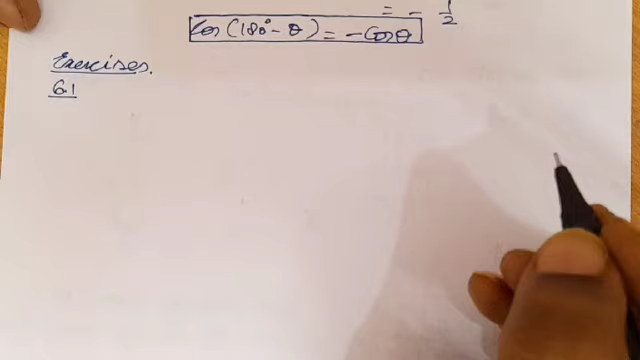 = - 1/2
Cos (180° - θ) = - Cos θ
Exercises.
6.1